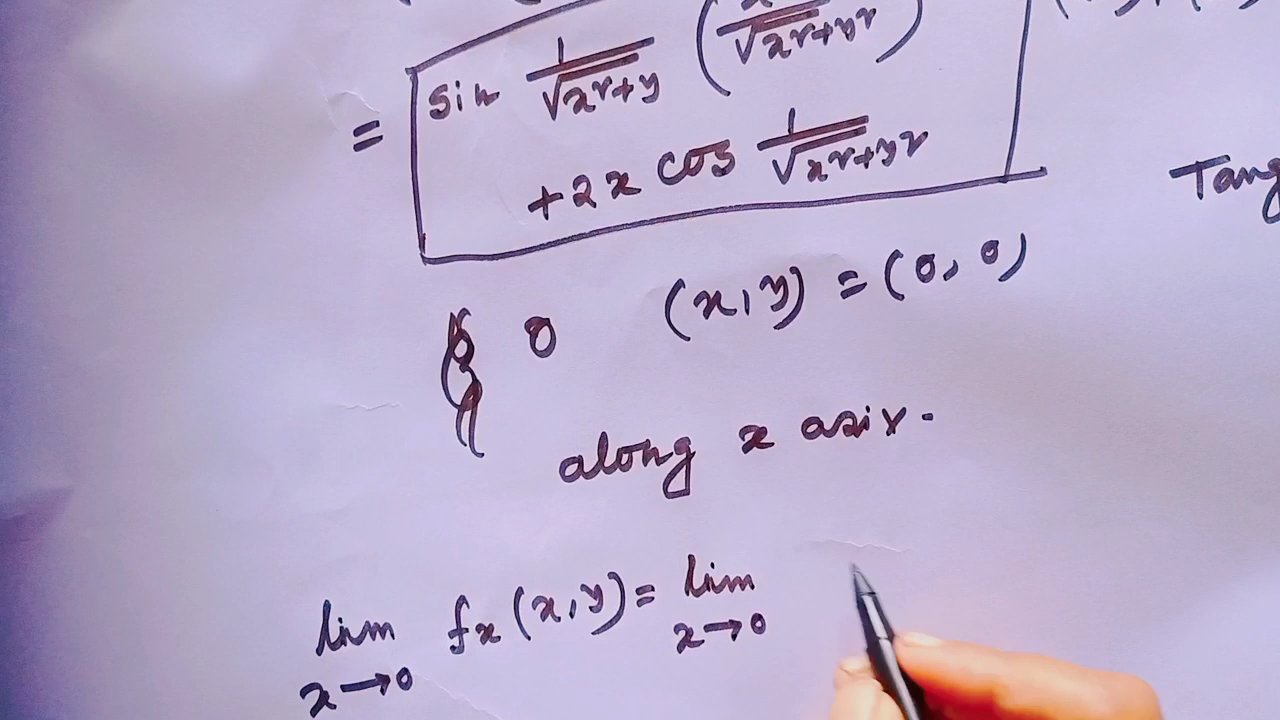 = sin 1/√x²+y (x/√x²+y²)
+2x cos 1/√x²+y²
0 (x,y) = (0,0)
Tang
along x axis.
lim x→0 fx(x,y) = lim x→0